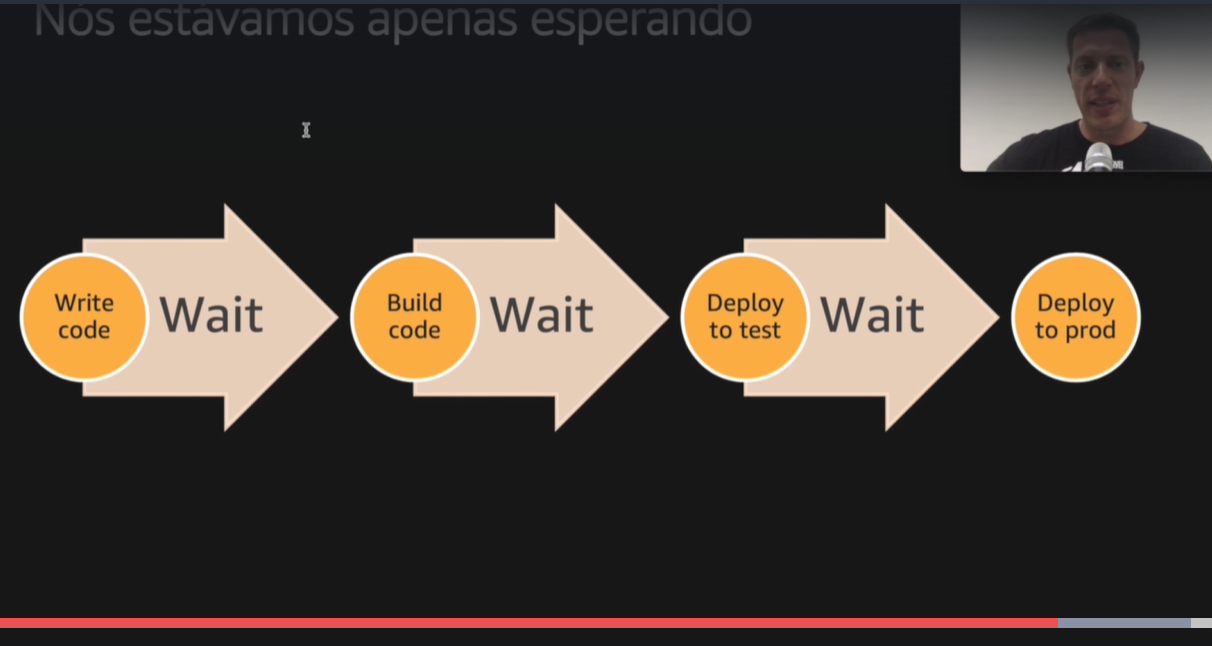 Nós estávamos apenas esperando
Write
code
Wait
Build
code
Wait
Deploy
to test
Wait
Deploy
to prod